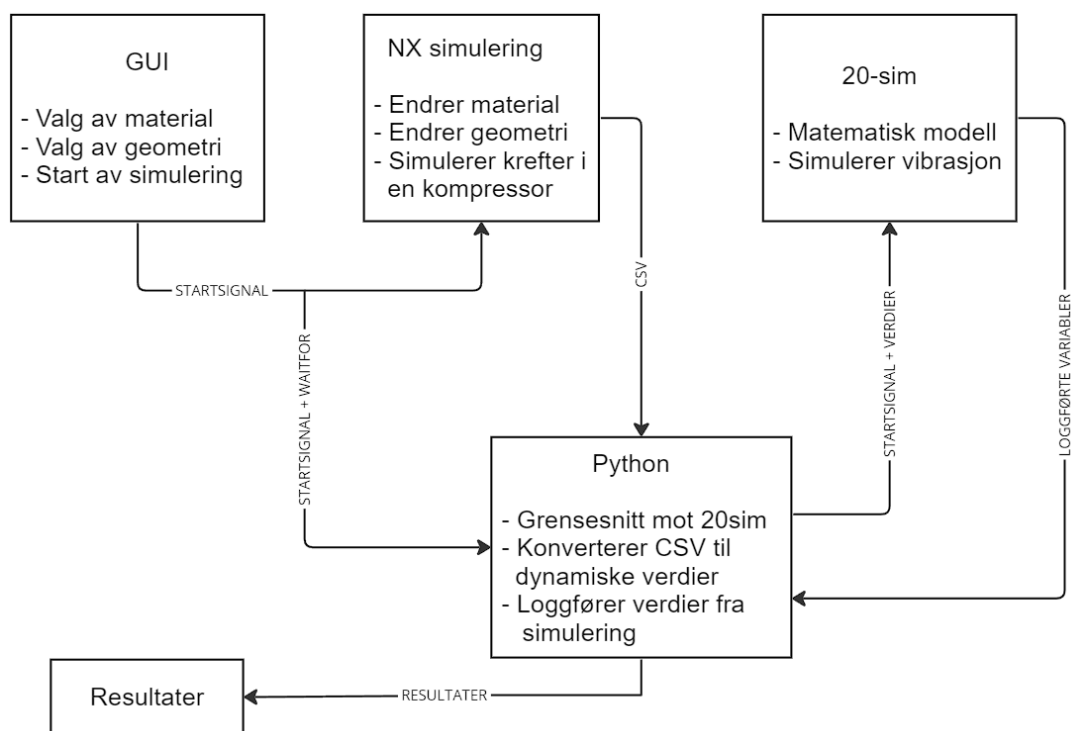 GUI
- Valg av material
- Valg av geometri
- Start av simulering
NX simulering
- Endrer material
- Endrer geometri
- Simulerer krefter i
en kompressor
20-sim
- Matematisk modell
- Simulerer vibrasjon
STARTSIGNAL
STARTSIGNAL + WAITFOR
CSV
STARTSIGNAL + VERDIER
LOGGFØRTE VARIABLER
Python
- Grensesnitt mot 20sim
- Konverterer CSV til
dynamiske verdier
- Loggfører verdier fra
simulering
RESULTATER
Resultater